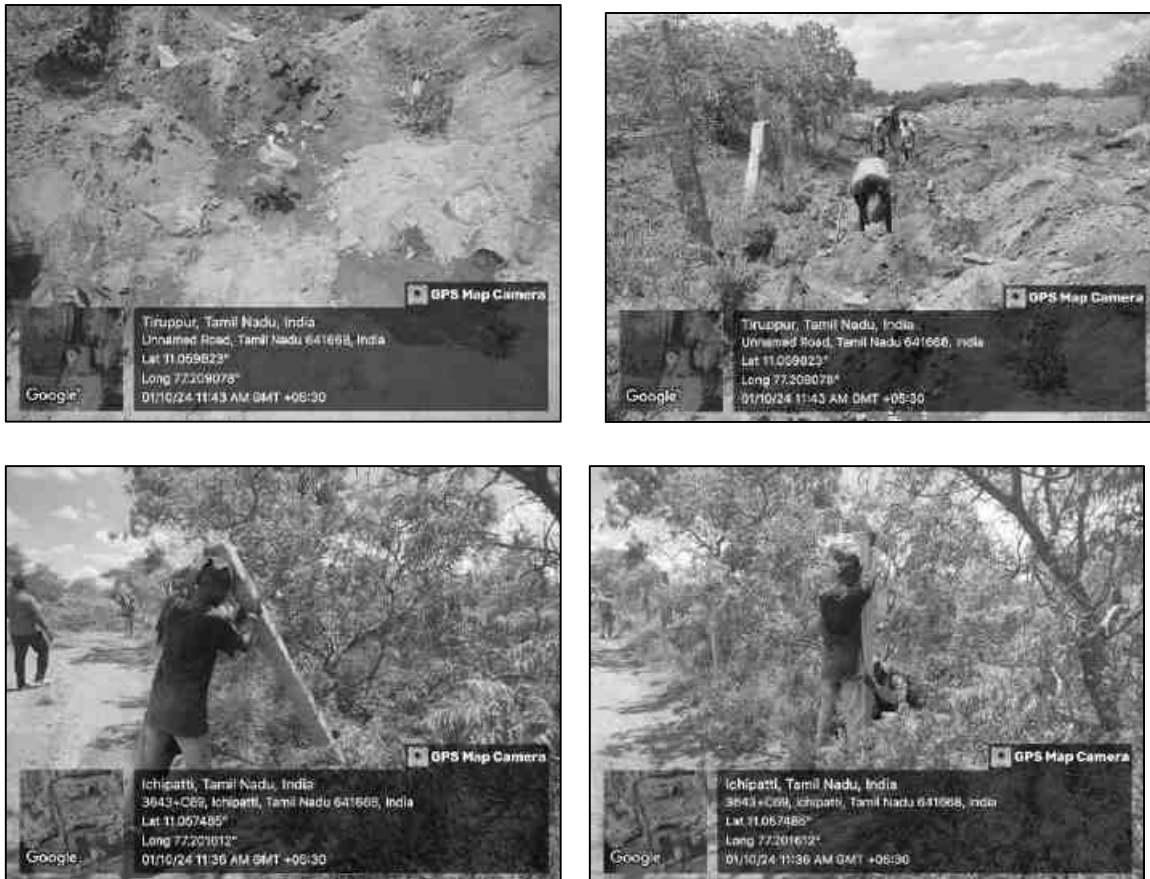 GPS Map Camera
Tiruppur, Tamil Nadu, India
Unnamed Road, Tamil Nadu 641668, India
Lat 11.059823°
Long 77.209078°
01/10/24 11:43 AM GMT +05:30
Google
GPS Map Camera
Tiruppur, Tamil Nadu, India
Unnamed Road, Tamil Nadu 641668, India
Lat 11.059823°
Long 77.209078°
01/10/24 11:43 AM GMT +05:30
Google
GPS Map Camera
Ichipatti, Tamil Nadu, India
3643+C69, Ichipatti, Tamil Nadu 641668, India
Lat 11.057485°
Long 77.201612°
01/10/24 11:36 AM GMT +05:30
Google
GPS Map Camera
Ichipatti, Tamil Nadu, India
3643+C69, Ichipatti, Tamil Nadu 641668, India
Lat 11.057485°
Long 77.201612°
01/10/24 11:36 AM GMT +05:30
Google